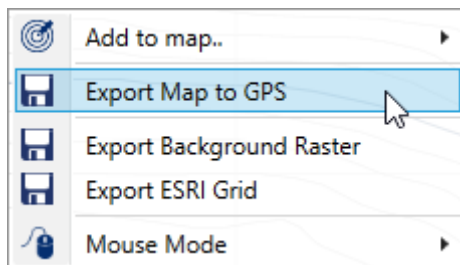 Add to map..
Export Map to GPS
Export Background Raster
Export ESRI Grid
Mouse Mode